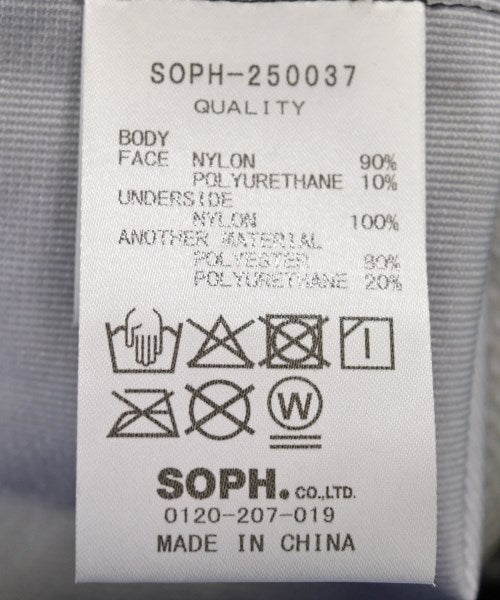 SOPH-250037
QUALITY
BODY
FACE NYLON 90%
POLYURETHANE 10%
UNDERSIDE
NYLON 100%
ANOTHER MATERIAL
POLYESTER 80%
POLYURETHANE 20%
W
SOPH. CO.,LTD.
0120-207-019
MADE IN CHINA